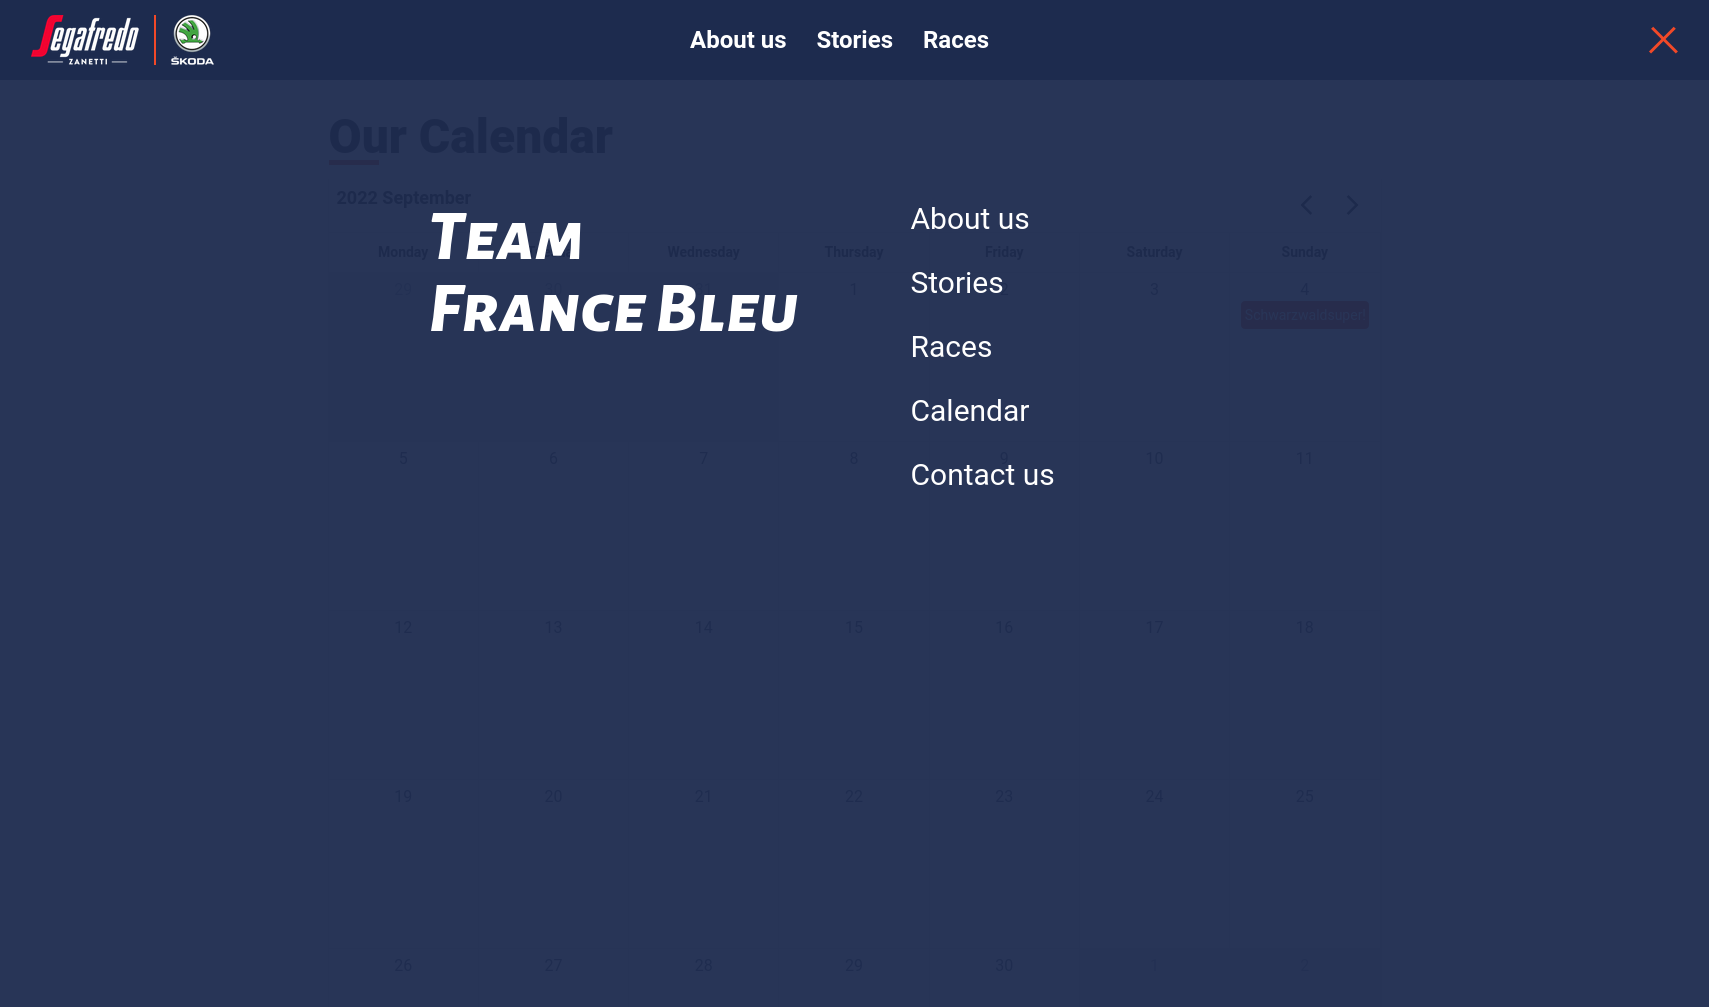 Segafredo
ZANETTI
ŠKODA
About us Stories Races
Our Calendar
2022 September
Team
France Bleu
About us
Stories
Races
Calendar
Contact us
Monday Wednesday Thursday Friday Saturday Sunday
1 3 4
Schwarzwaldsuper!
5 6 7 8 9 10 11
12 13 14 15 16 17 18
19 20 21 22 23 24 25
26 27 28 29 30 1 2